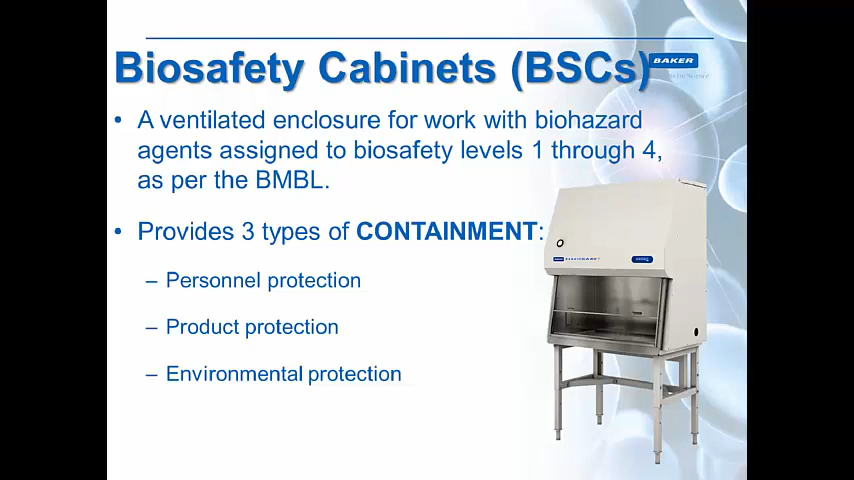 Biosafety Cabinets (BSCs)
BAKER
• A ventilated enclosure for work with biohazard
agents assigned to biosafety levels 1 through 4,
as per the BMBL.
• Provides 3 types of CONTAINMENT:
– Personnel protection
– Product protection
– Environmental protection